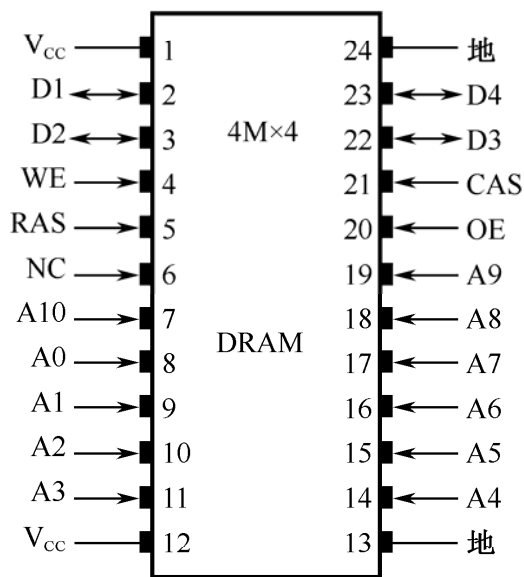 V_CC 1 24 地
D1 2 23 D4
D2 3 4M×4 22 D3
WE 4 21 CAS
RAS 5 20 OE
NC 6 19 A9
A10 7 18 A8
A0 8 DRAM 17 A7
A1 9 16 A6
A2 10 15 A5
A3 11 14 A4
V_CC 12 13 地